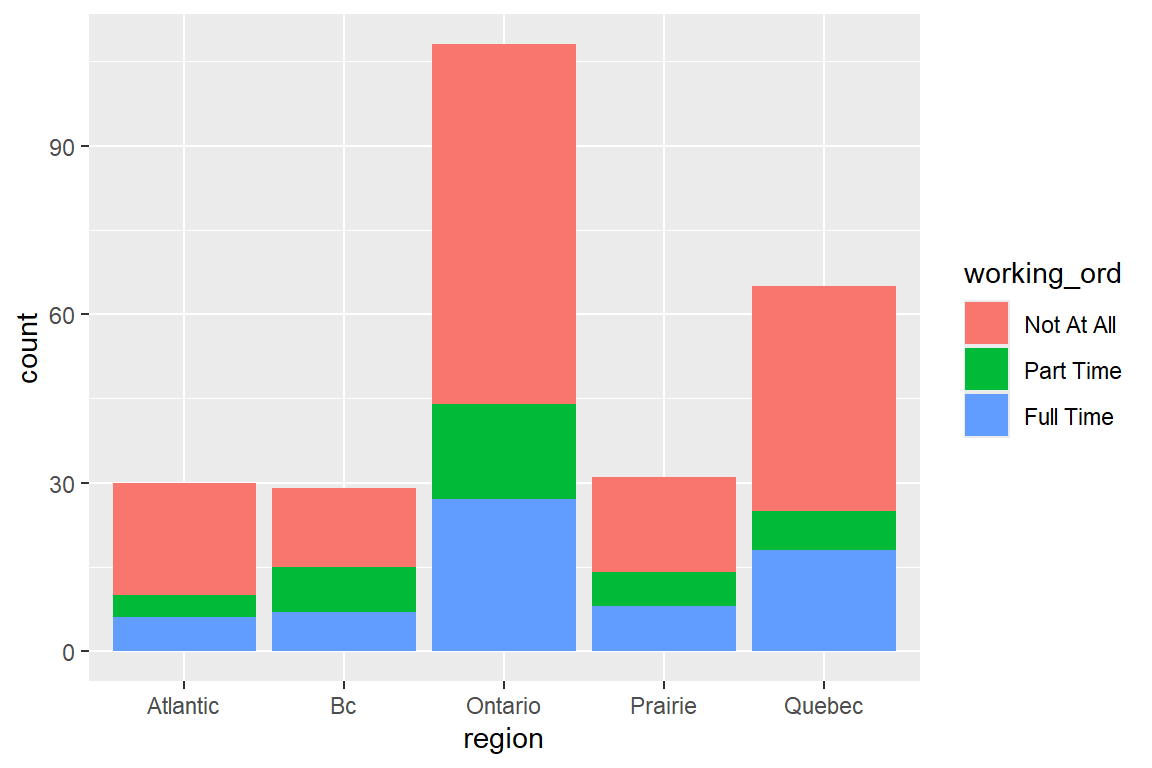 90
60
30
0
count
Atlantic Bc Ontario Prairie Quebec
region
working_ord
Not At All
Part Time
Full Time